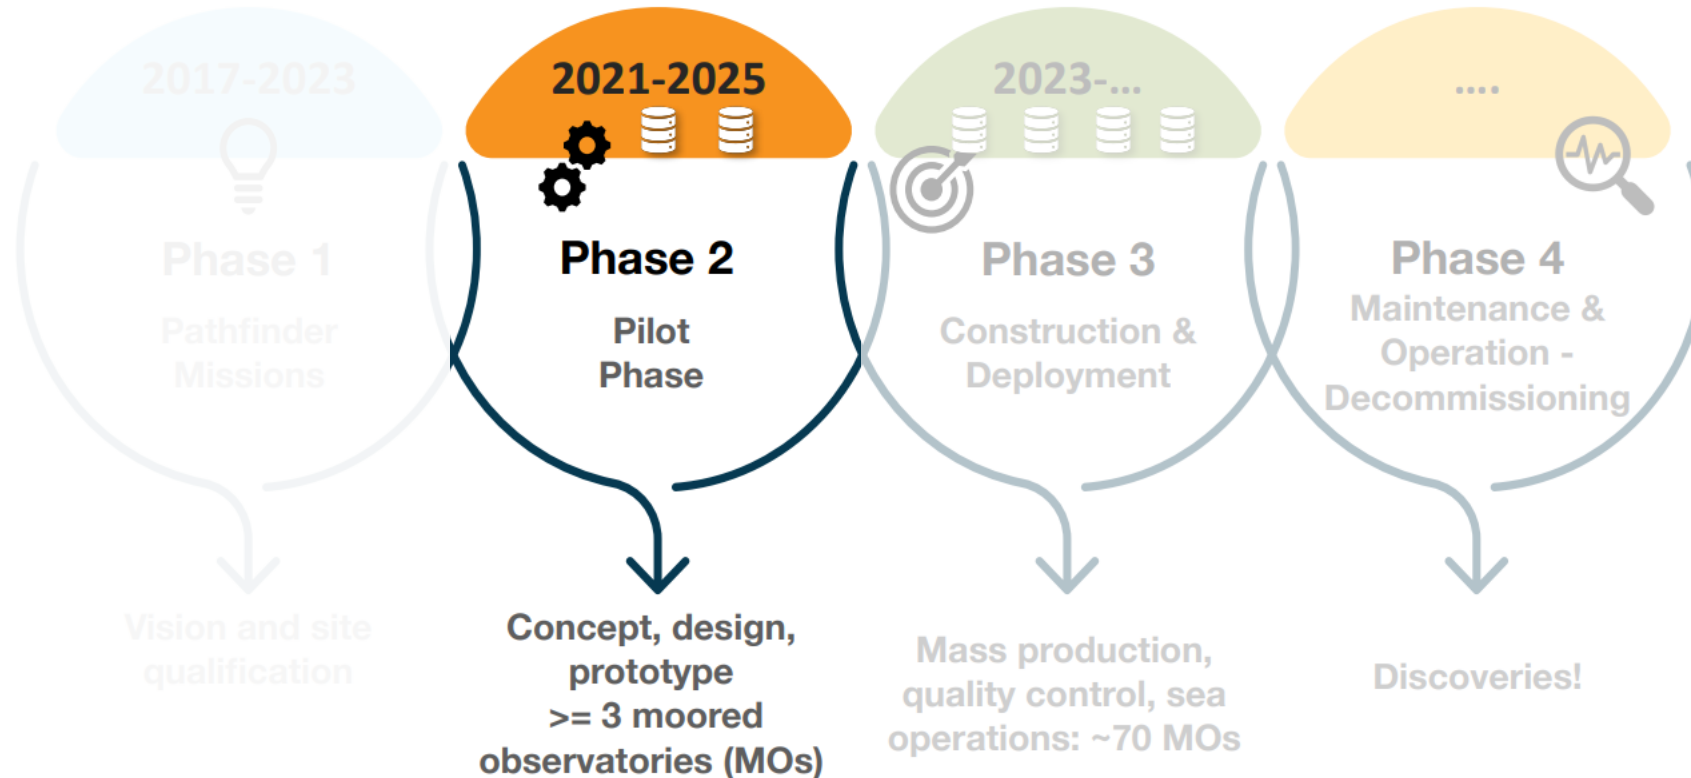 2017-2023
Phase 1
Pathfinder
Missions
Vision and site
qualification
2021-2025
Phase 2
Pilot
Phase
Concept, design,
prototype
>= 3 moored
observatories (MOs)
2023-...
Phase 3
Construction &
Deployment
Mass production,
quality control, sea
operations: ~70 MOs
....
Phase 4
Maintenance &
Operation -
Decommissioning
Discoveries!